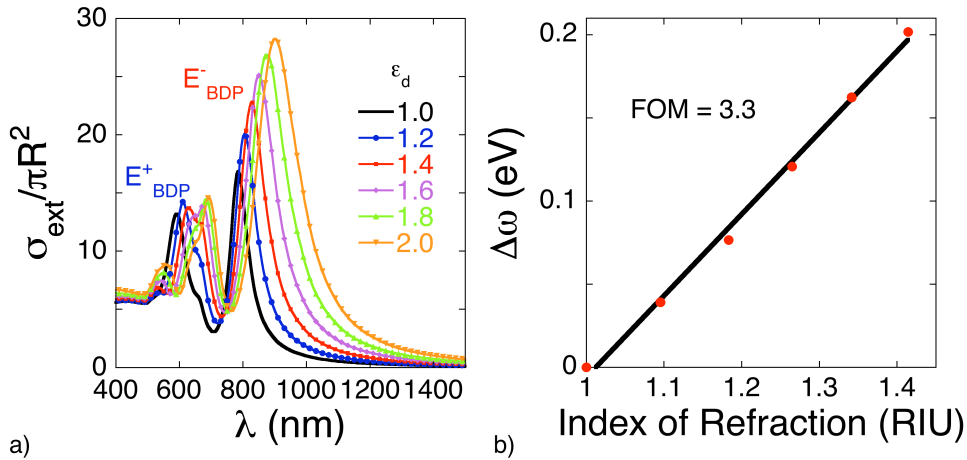 30
20
10
0
σext/πR²
400 600 800 1000 1200 1400
λ (nm)
E⁻BDP
E⁺BDP
εd
1.0
1.2
1.4
1.6
1.8
2.0
a)
0.2
0.1
0
Δω (eV)
FOM = 3.3
1 1.1 1.2 1.3 1.4
Index of Refraction (RIU)
b)